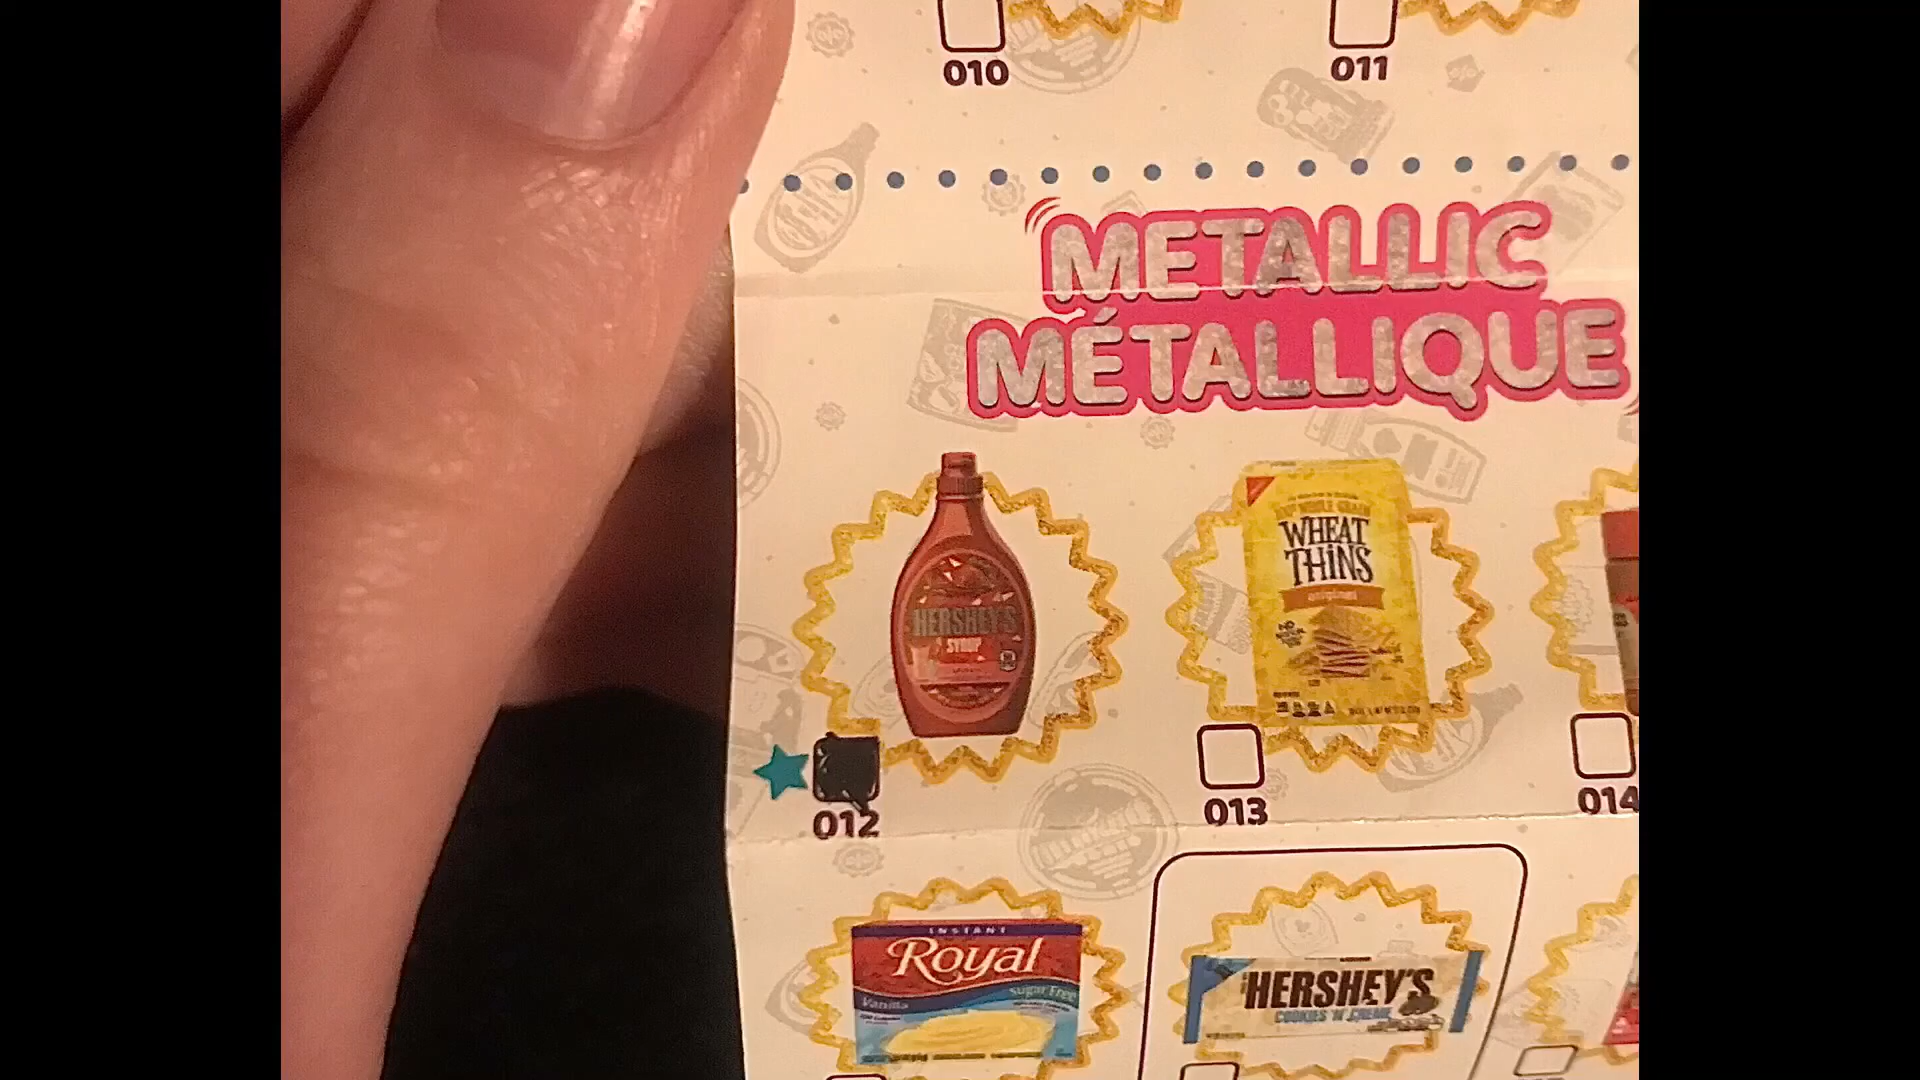 010 011
METALLIC
MÉTALLIQUE
WHEAT
THINS
original
HERSHEY'S
SYRUP
012 013 014
INSTANT
Royal
Vanilla
sugar Free
HERSHEY'S
COOKIES 'N' CREME